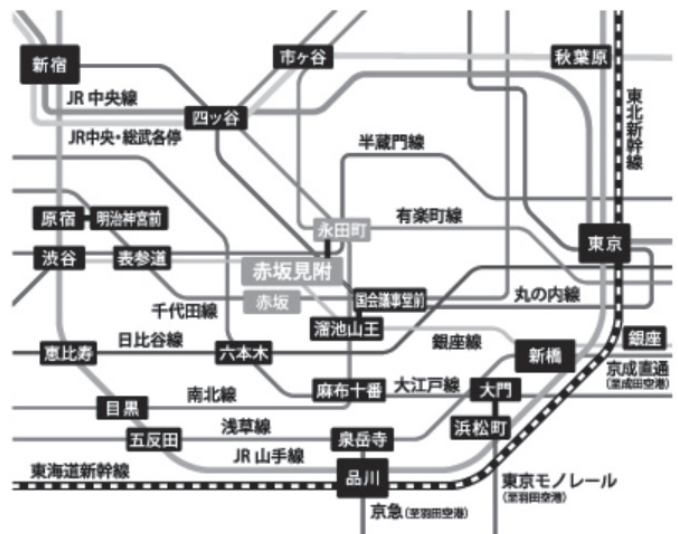 新宿
市ヶ谷
秋葉原
JR 中央線
四ッ谷
東北新幹線
JR中央・総武各停
半蔵門線
原宿
明治神宮前
永田町
有楽町線
東京
渋谷
表参道
赤坂見附
千代田線
赤坂
国会議事堂前
丸の内線
溜池山王
日比谷線
銀座線
銀座
恵比寿
六本木
新橋
京成直通
(至成田空港)
南北線
麻布十番
大江戸線
大門
目黒
浅草線
浜松町
五反田
泉岳寺
JR 山手線
東海道新幹線
品川
東京モノレール
(至羽田空港)
京急(至羽田空港)